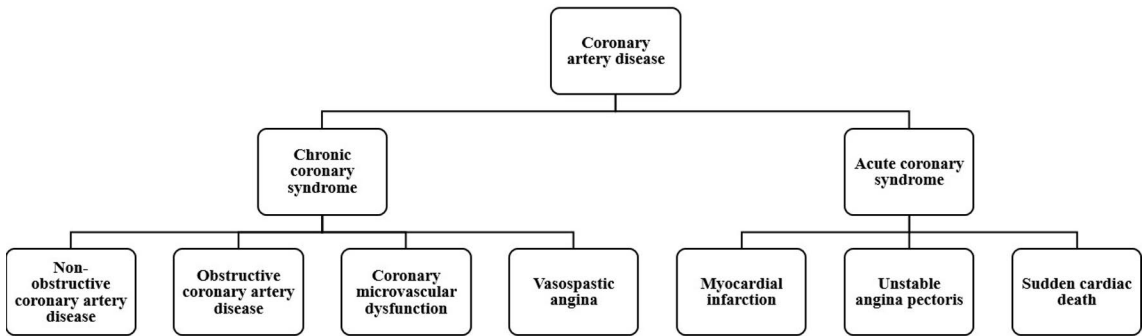 Coronary
artery disease
Chronic
coronary
syndrome
Acute coronary
syndrome
Non-
obstructive
coronary artery
disease
Obstructive
coronary artery
disease
Coronary
microvascular
dysfunction
Vasospastic
angina
Myocardial
infarction
Unstable
angina pectoris
Sudden cardiac
death